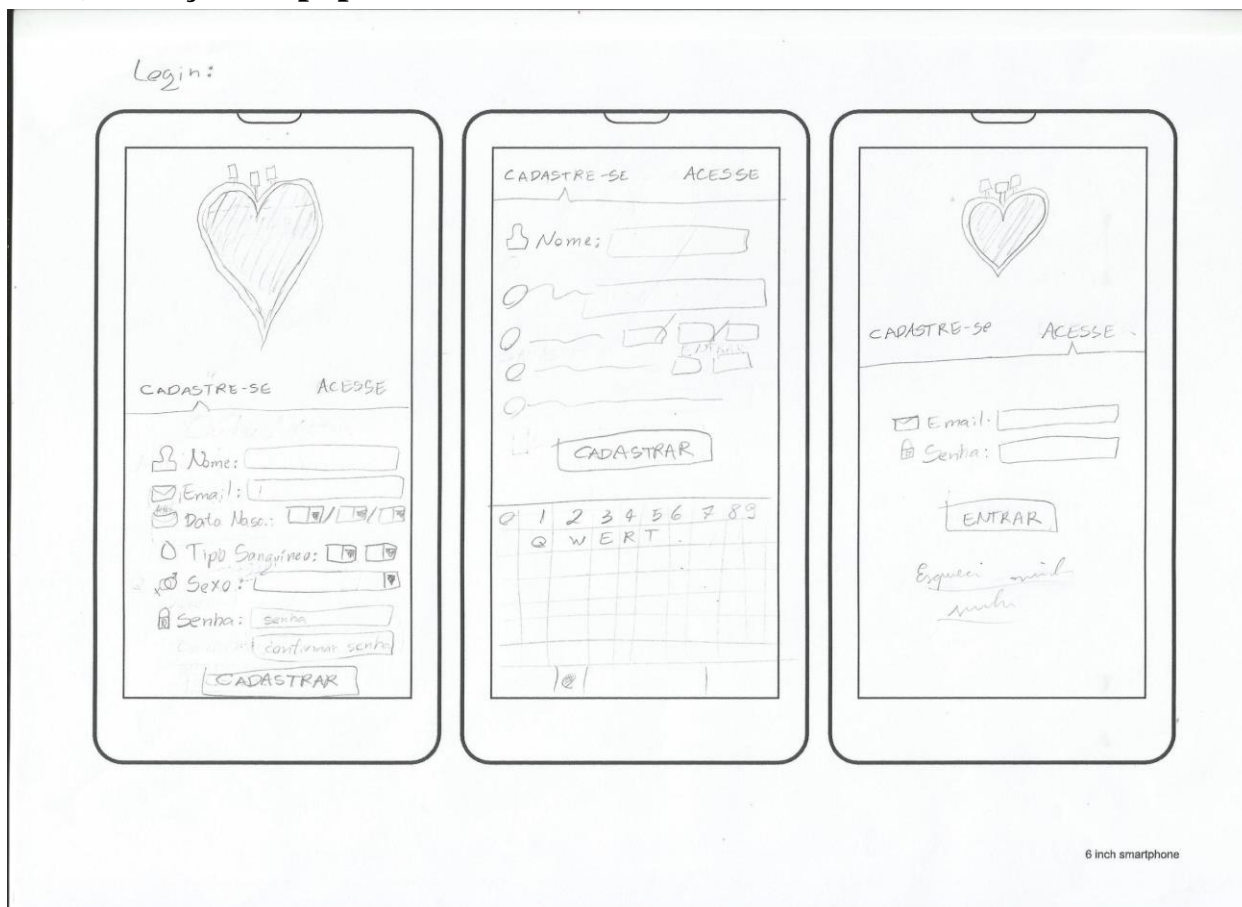 Login:
CADASTRE-SE ACESSE
Nome:
Email:
Data Nasc.: / /
Tipo Sanguíneo:
Sexo:
Senha: senha
confirmar senha
CADASTRAR
CADASTRE-SE ACESSE
Nome:
CADASTRAR
0 1 2 3 4 5 6 7 8 9
Q W E R T
@
CADASTRE-SE ACESSE
Email:
Senha:
ENTRAR
Esqueci
6 inch smartphone